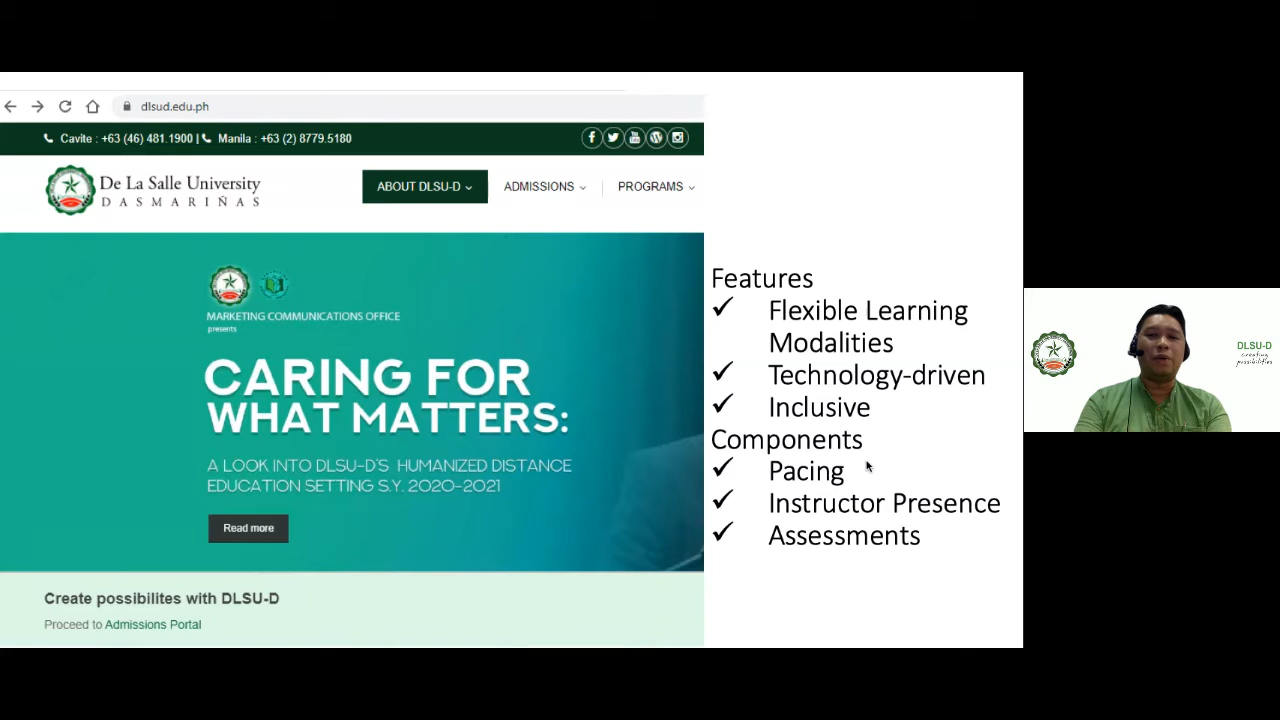 dlsud.edu.ph
Cavite : +63 (46) 481.1900 | Manila : +63 (2) 8779.5180
De La Salle University
DASMARIÑAS
ABOUT DLSU-D
ADMISSIONS
PROGRAMS
MARKETING COMMUNICATIONS OFFICE
presents
CARING FOR
WHAT MATTERS:
A LOOK INTO DLSU-D'S HUMANIZED DISTANCE
EDUCATION SETTING S.Y. 2020-2021
Read more
Create possibilites with DLSU-D
Proceed to Admissions Portal
Features
✓ Flexible Learning
Modalities
✓ Technology-driven
✓ Inclusive
Components
✓ Pacing
✓ Instructor Presence
✓ Assessments
DLSU-D
creating
possibilities